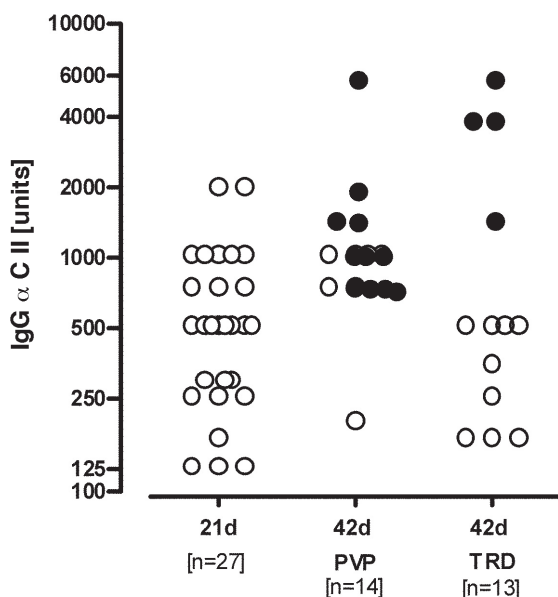 10000
6000
4000
2000
1000
500
250
125
100
IgG α C II [units]
21d 42d 42d
[n=27] PVP TRD
[n=14] [n=13]